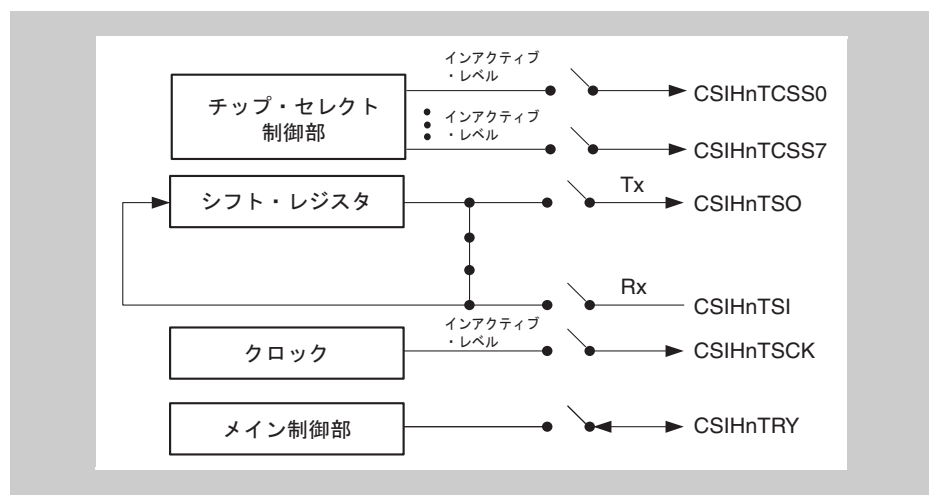 インアクティブ
・レベル
チップ・セレクト
制御部
CSIHnTCSS0
インアクティブ
・レベル
CSIHnTCSS7
シフト・レジスタ
Tx
CSIHnTSO
Rx
CSIHnTSI
インアクティブ
・レベル
クロック
CSIHnTSCK
メイン制御部
CSIHnTRY